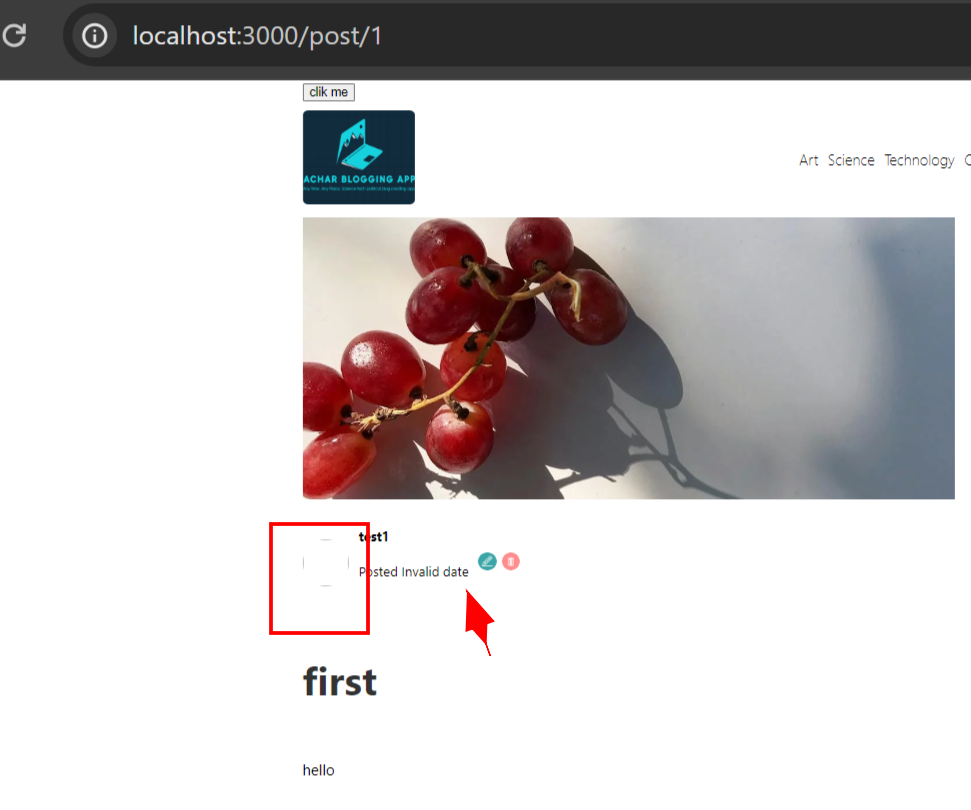 localhost:3000/post/1
clik me
ACHAR BLOGGING APP
Art Science Technology
test1
Posted Invalid date
first
hello